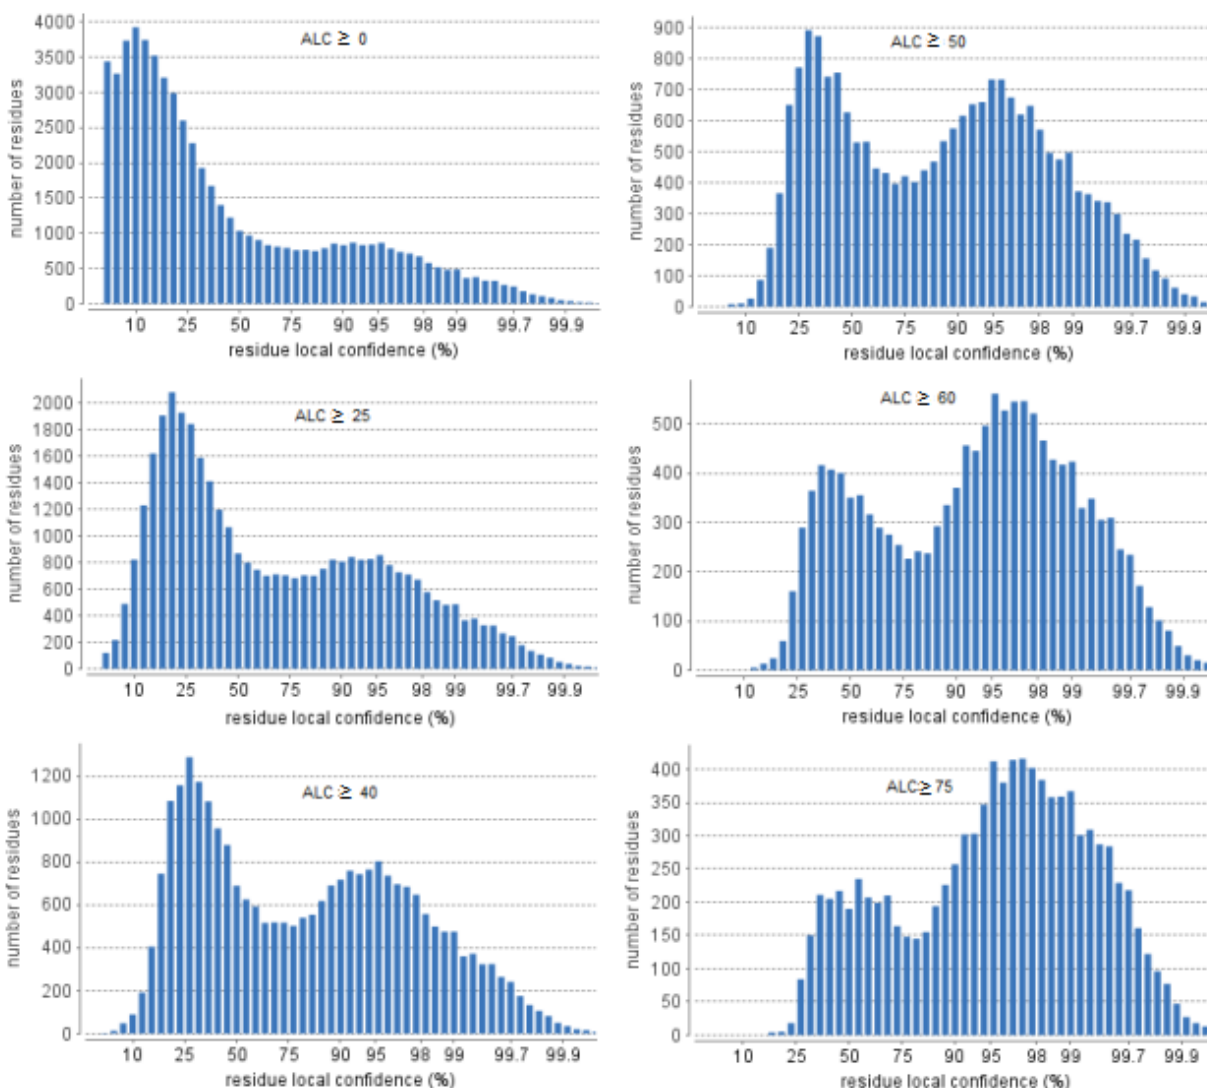 ALC ≥ 0
number of residues
4000
3500
3000
2500
2000
1500
1000
500
0
10 25 50 75 90 95 98 99 99.7 99.9
residue local confidence (%)
ALC ≥ 50
number of residues
900
800
700
600
500
400
300
200
100
0
10 25 50 75 90 95 98 99 99.7 99.9
residue local confidence (%)
ALC ≥ 25
number of residues
2000
1800
1600
1400
1200
1000
800
600
400
200
0
10 25 50 75 90 95 98 99 99.7 99.9
residue local confidence (%)
ALC ≥ 60
number of residues
500
400
300
200
100
0
10 25 50 75 90 95 98 99 99.7 99.9
residue local confidence (%)
ALC ≥ 40
number of residues
1200
1000
800
600
400
200
0
10 25 50 75 90 95 98 99 99.7 99.9
residue local confidence (%)
ALC≥75
number of residues
400
350
300
250
200
150
100
50
0
10 25 50 75 90 95 98 99 99.7 99.9
residue local confidence (%)